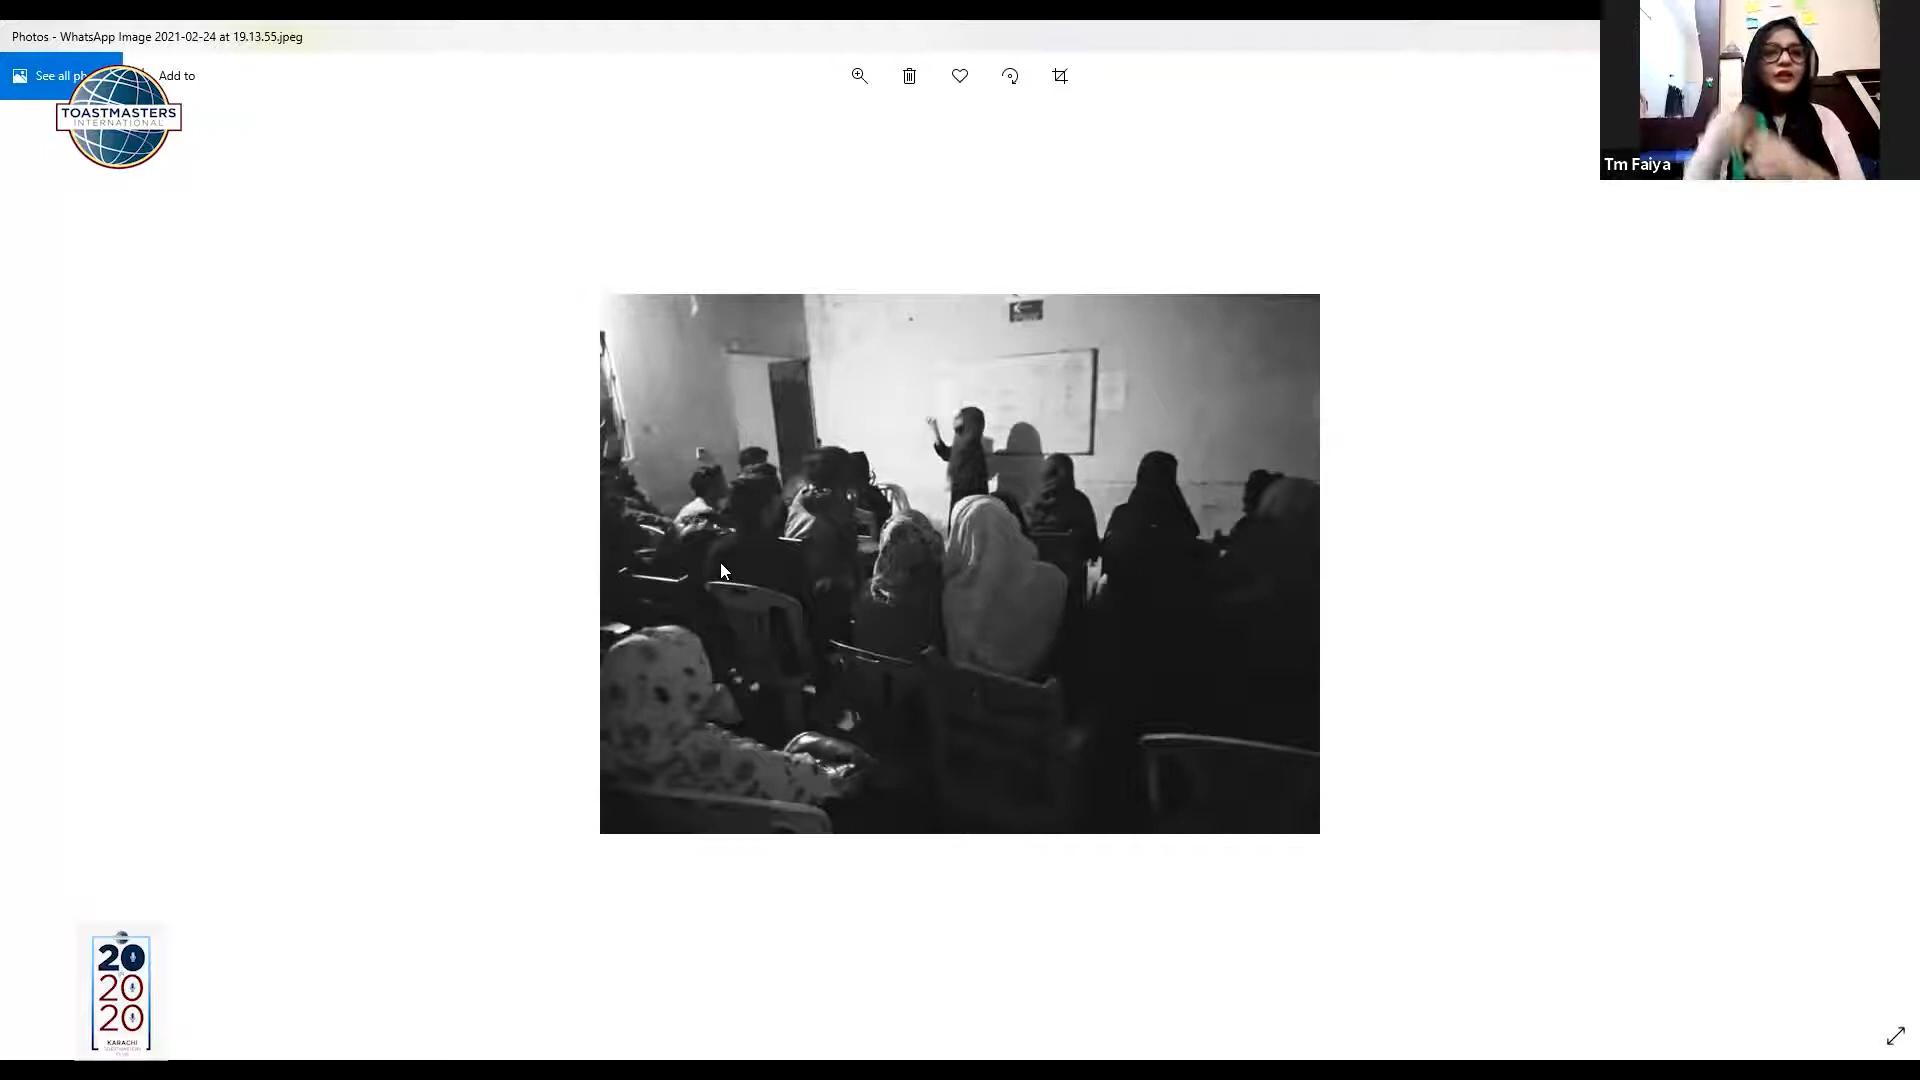 Photos - WhatsApp Image 2021-02-24 at 19.13.55.jpeg
See all ph
Add to
TOASTMASTERS
INTERNATIONAL
Tm Faiya
20
20
20
KARACHI